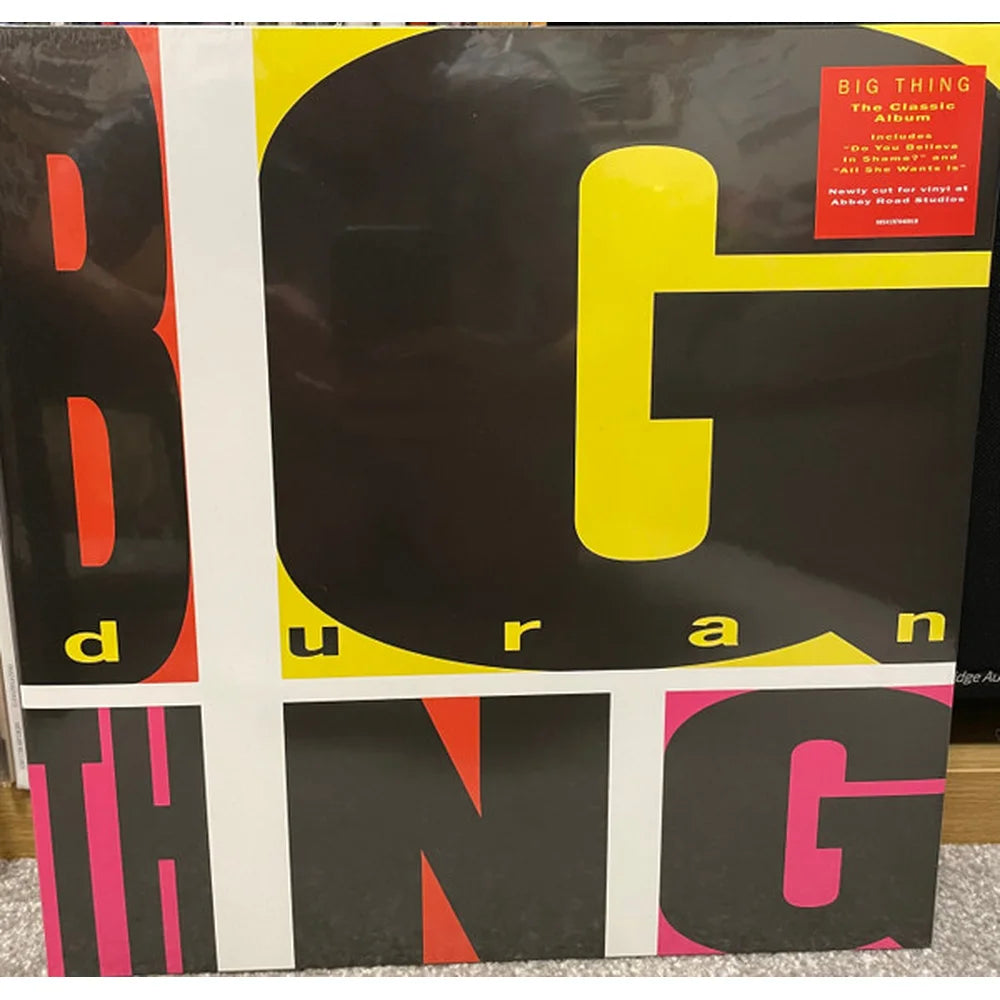 BIG
BIG THING
The Classic
Album
includes
"Do You Believe
In Shame?" and
"All She Wants Is"
Newly cut for vinyl at
Abbey Road Studios
duran
THING